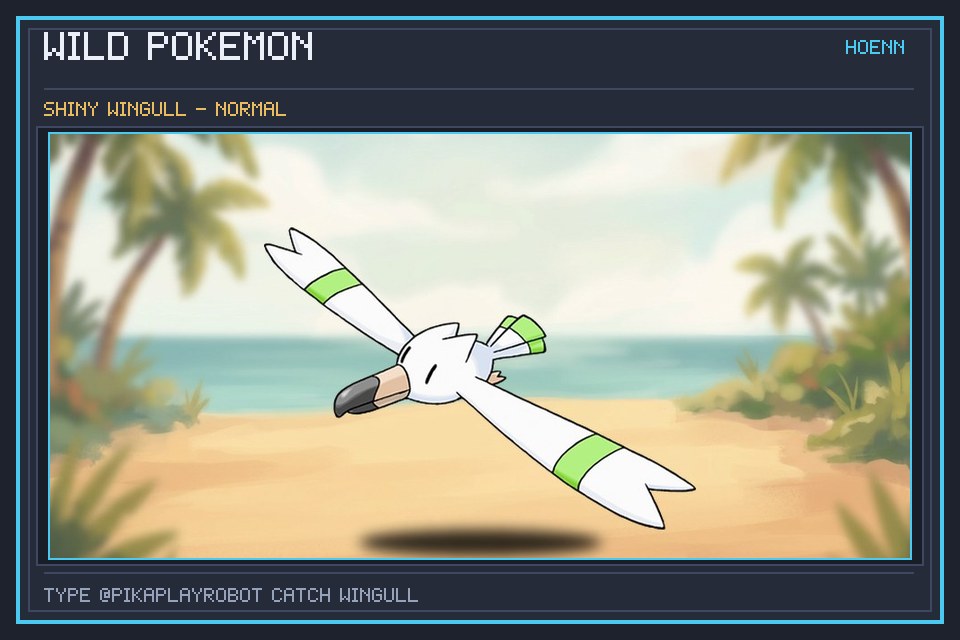 WILD POKEMON
HOENN
SHINY WINGULL - NORMAL
TYPE @PIKAPLAYROBOT CATCH WINGULL